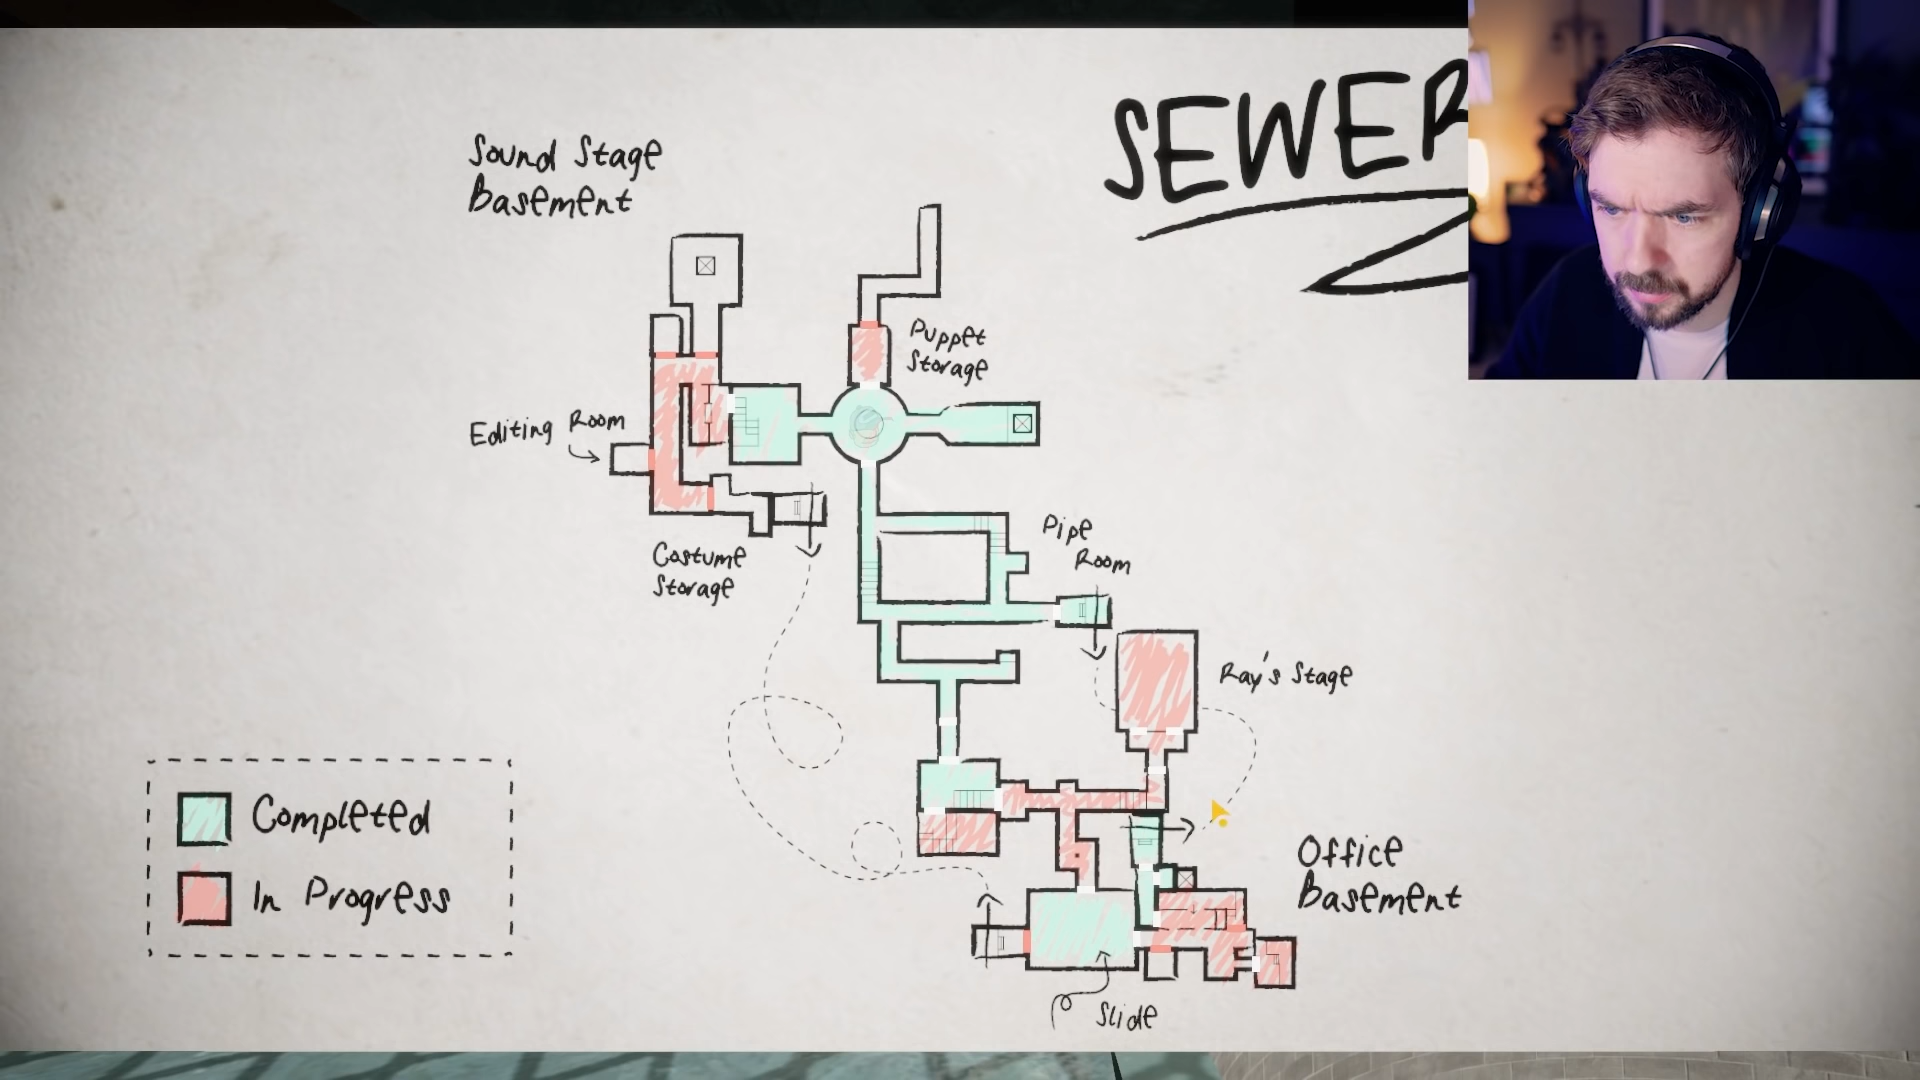 SEWER
Sound Stage
Basement
Puppet
Storage
Editing Room
Pipe
Room
Costume
Storage
Ray's Stage
Completed
In Progress
Office
Basement
Slide